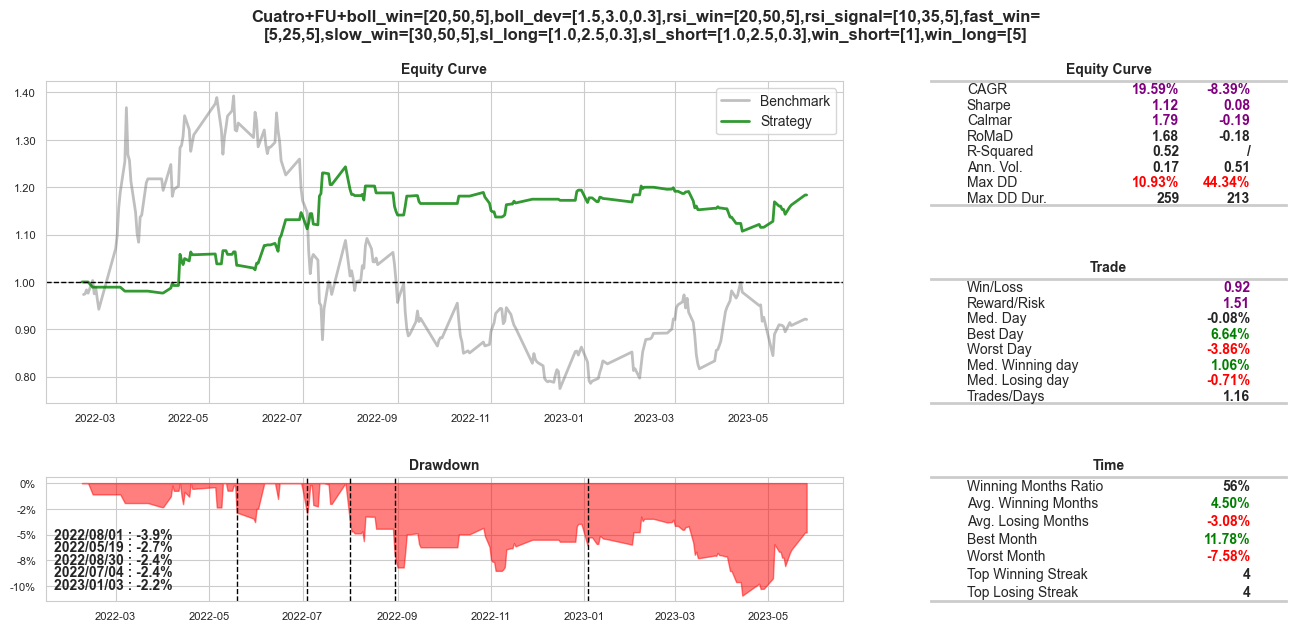 Cuatro+FU+boll_win=[20,50,5],boll_dev=[1.5,3.0,0.3],rsi_win=[20,50,5],rsi_signal=[10,35,5],fast_win=
[5,25,5],slow_win=[30,50,5],sl_long=[1.0,2.5,0.3],sl_short=[1.0,2.5,0.3],win_short=[1],win_long=[5]
Equity Curve
1.40
1.30
1.20
1.10
1.00
0.90
0.80
Benchmark
Strategy
2022-03 2022-05 2022-07 2022-09 2022-11 2023-01 2023-03 2023-05
Equity Curve
CAGR 19.59% -8.39%
Sharpe 1.12 0.08
Calmar 1.79 -0.19
RoMaD 1.68 -0.18
R-Squared 0.52 /
Ann. Vol. 0.17 0.51
Max DD 10.93% 44.34%
Max DD Dur. 259 213
Trade
Win/Loss 0.92
Reward/Risk 1.51
Med. Day -0.08%
Best Day 6.64%
Worst Day -3.86%
Med. Winning day 1.06%
Med. Losing day -0.71%
Trades/Days 1.16
Drawdown
0%
-2%
-5%
-8%
-10%
2022/08/01 : -3.9%
2022/05/19 : -2.7%
2022/08/30 : -2.4%
2022/07/04 : -2.4%
2023/01/03 : -2.2%
2022-03 2022-05 2022-07 2022-09 2022-11 2023-01 2023-03 2023-05
Time
Winning Months Ratio 56%
Avg. Winning Months 4.50%
Avg. Losing Months -3.08%
Best Month 11.78%
Worst Month -7.58%
Top Winning Streak 4
Top Losing Streak 4